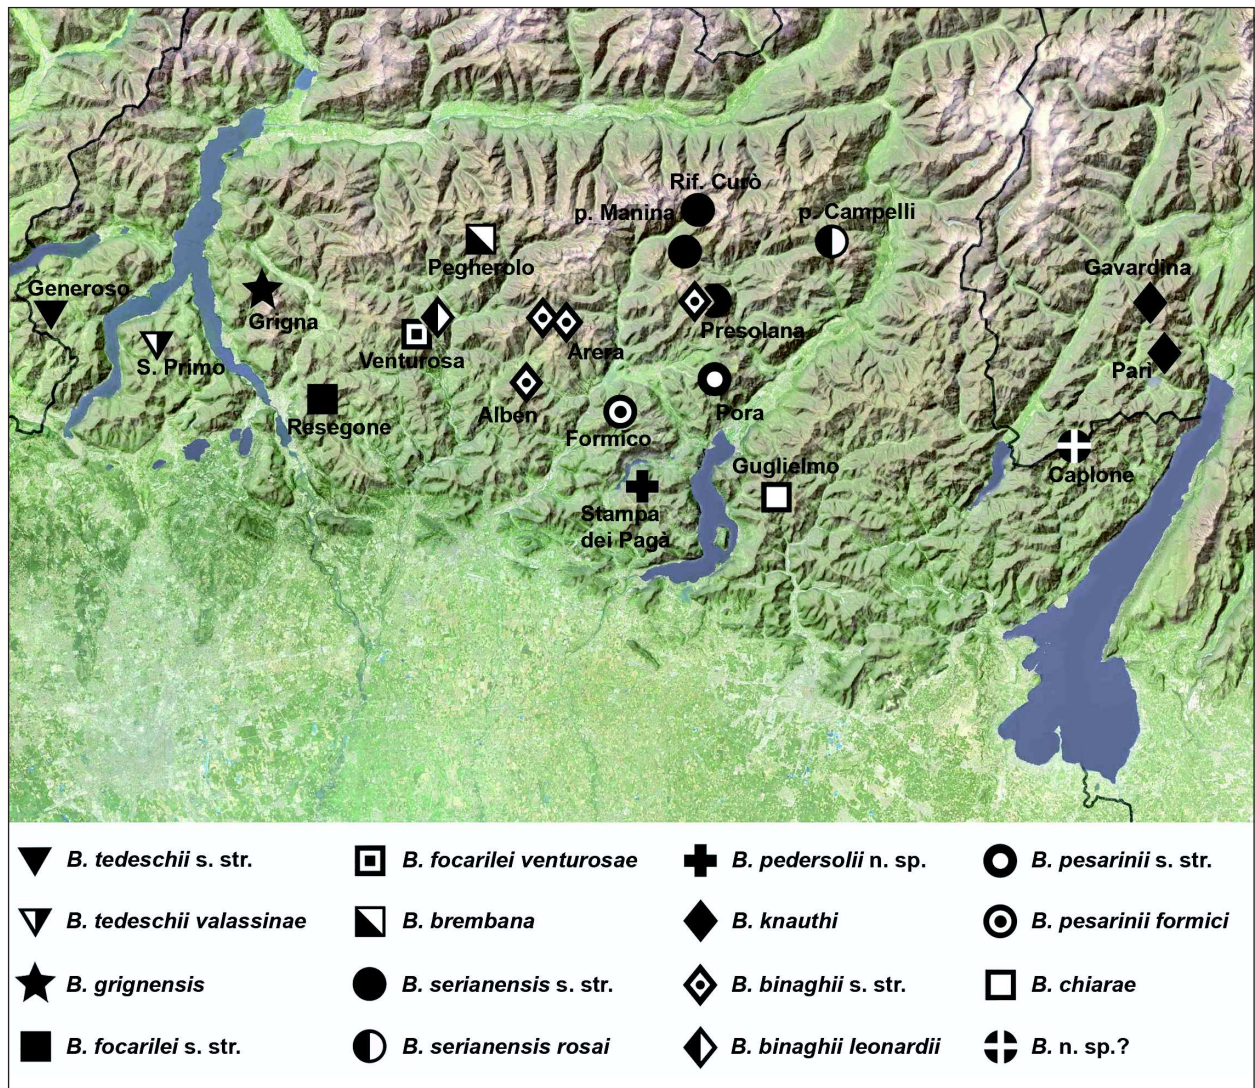 Rif. Curò
p. Manina
p. Campelli
Pegherolo
Gavardina
Generoso
Grigna
Presolana
Arera
Venturosa
S. Primo
Pari
Alben
Pora
Resegone
Formico
Guglielmo
Caplone
Stampa
dei Pagà
B. tedeschii s. str.
B. focarilei venturosae
B. pedersolii n. sp.
B. pesarinii s. str.
B. tedeschii valassinae
B. brembana
B. knauthi
B. pesarinii formici
B. grignensis
B. serianensis s. str.
B. binaghii s. str.
B. chiarae
B. focarilei s. str.
B. serianensis rosai
B. binaghii leonardii
B. n. sp.?